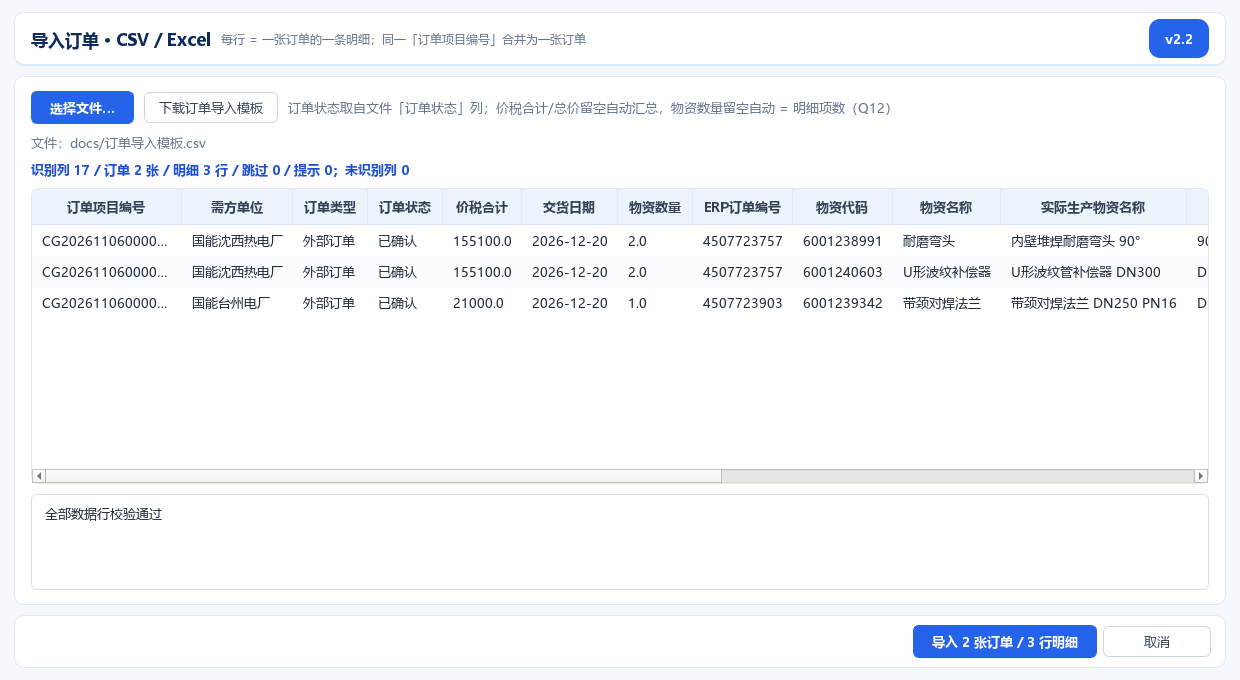 导入订单 • CSV / Excel 每行 = 一张订单的一条明细；同一「订单项目编号」合并为一张订单 v2.2
选择文件... 下载订单导入模板 订单状态取自文件「订单状态」列；价税合计/总价留空自动汇总，物资数量留空自动 = 明细项数（Q12）
文件：docs/订单导入模板.csv
识别列 17 / 订单 2 张 / 明细 3 行 / 跳过 0 / 提示 0；未识别列 0
订单项目编号 需方单位 订单类型 订单状态 价税合计 交货日期 物资数量 ERP订单编号 物资代码 物资名称 实际生产物资名称
CG202611060000... 国能沈西热电厂 外部订单 已确认 155100.0 2026-12-20 2.0 4507723757 6001238991 耐磨弯头 内壁堆焊耐磨弯头 90° 90
CG202611060000... 国能沈西热电厂 外部订单 已确认 155100.0 2026-12-20 2.0 4507723757 6001240603 U形波纹补偿器 U形波纹管补偿器 DN300 D
CG202611060000... 国能台州电厂 外部订单 已确认 21000.0 2026-12-20 1.0 4507723903 6001239342 带颈对焊法兰 带颈对焊法兰 DN250 PN16 D
全部数据行校验通过
导入 2 张订单 / 3 行明细 取消